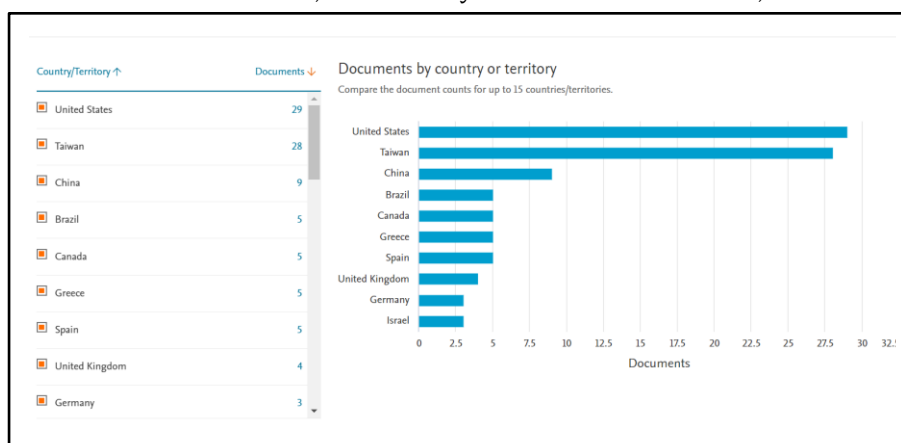 Country/Territory ↑ Documents ↓
United States 29
Taiwan 28
China 9
Brazil 5
Canada 5
Greece 5
Spain 5
United Kingdom 4
Germany 3
Documents by country or territory
Compare the document counts for up to 15 countries/territories.
United States
Taiwan
China
Brazil
Canada
Greece
Spain
United Kingdom
Germany
Israel
0 2.5 5 7.5 10 12.5 15 17.5 20 22.5 25 27.5 30 32.
Documents